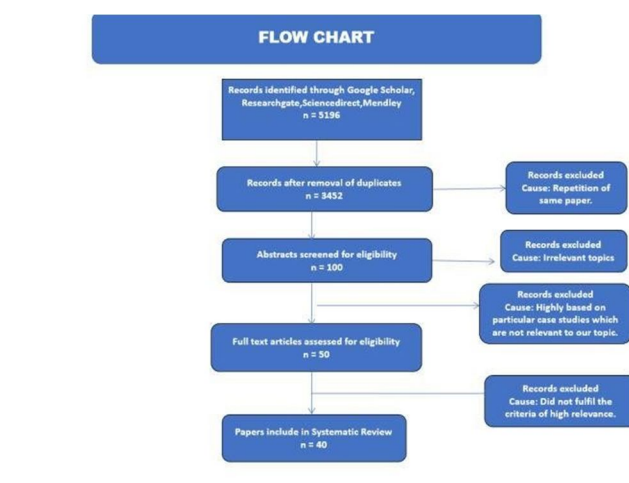 FLOW CHART
Records identified through Google Scholar,
Researchgate,Sciencedirect,Mendley
n = 5196
Records after removal of duplicates
n = 3452
Records excluded
Cause: Repetition of
same paper.
Abstracts screened for eligibility
n = 100
Records excluded
Cause: Irrelevant topics
Records excluded
Cause: Highly based on
particular case studies which
are not relevant to our topic.
Full text articles assessed for eligibility
n = 50
Records excluded
Cause: Did not fulfil the
criteria of high relevance.
Papers include in Systematic Review
n = 40